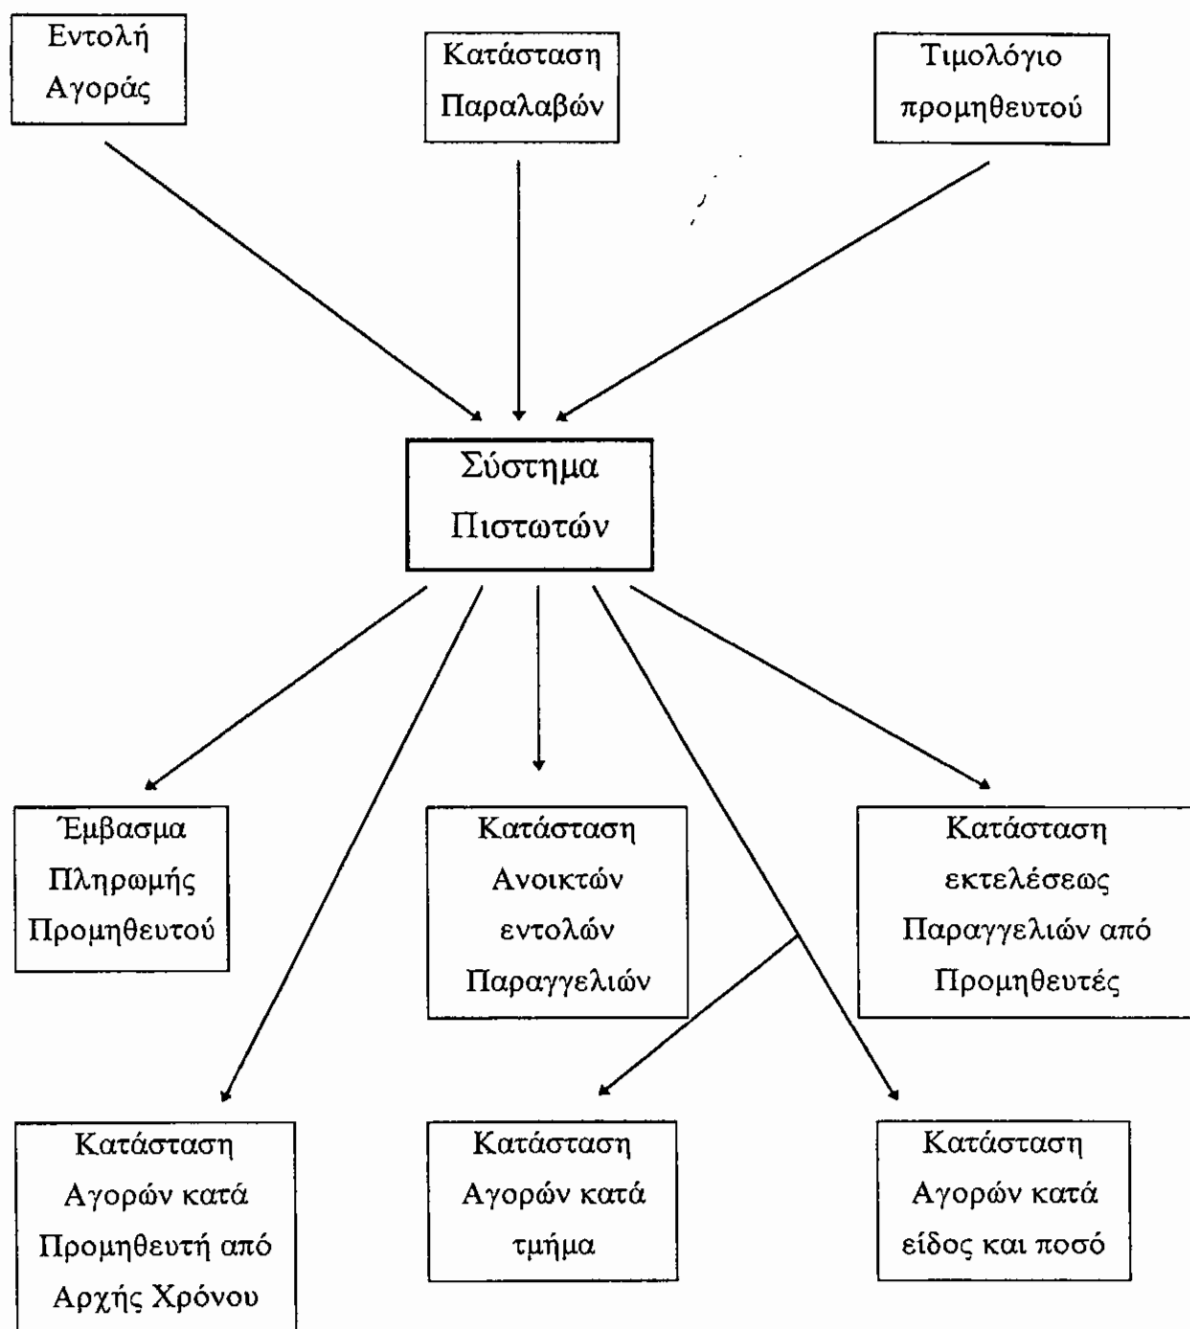 Εντολή
Αγοράς
Κατάσταση
Παραλαβών
Τιμολόγιο
προμηθευτού
Σύστημα
Πιστωτών
Έμβασμα
Πληρωμής
Προμηθευτού
Κατάσταση
Ανοικτών
εντολών
Παραγγελιών
Κατάσταση
εκτελέσεως
Παραγγελιών από
Προμηθευτές
Κατάσταση
Αγορών κατά
Προμηθευτή από
Αρχής Χρόνου
Κατάσταση
Αγορών κατά
τμήμα
Κατάσταση
Αγορών κατά
είδος και ποσό